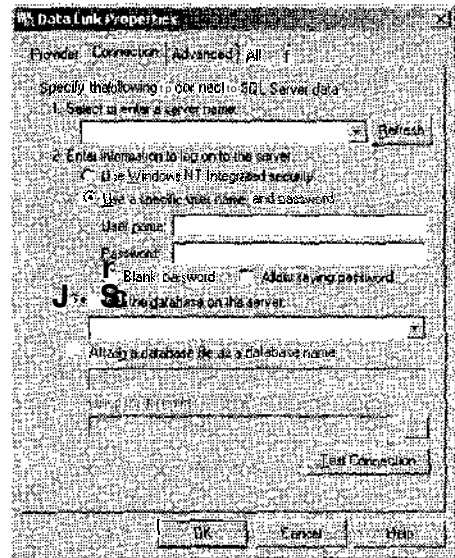 Data Link Properties
Provider Connection Advanced All
Specify the following to connect to SQL Server data
1. Select or enter a server name:
Refresh
2. Enter information to log on to the server
Use Windows NT Integrated security
Use a specific user name and password
User name:
Password:
Blank password Allow saving password
the database on the server:
Attach a database file as a database name:
Test Connection
OK Cancel Help